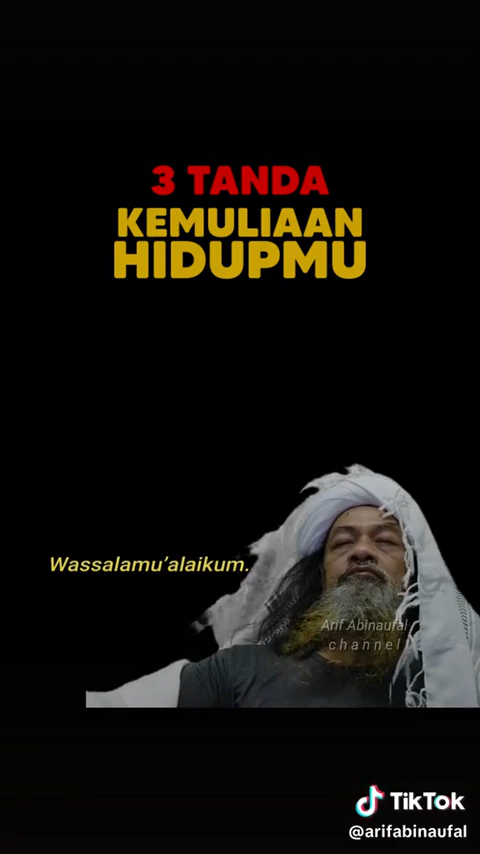 3 TANDA
KEMULIAAN
HIDUPMU
Wassalamu’alaikum.
Arif Abinaufal
channel
TikTok
@arifabinaufal